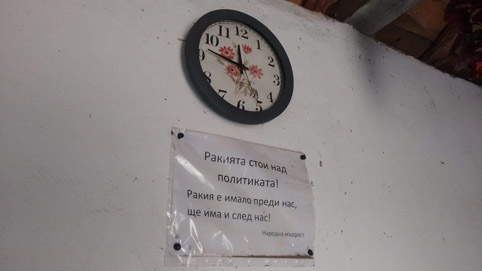 12
11
1
10
2
9
3
8
4
7
5
6
Ракията стои над
политиката!
Ракия е имало преди нас,
ще има и след нас!
Народна мъдрост